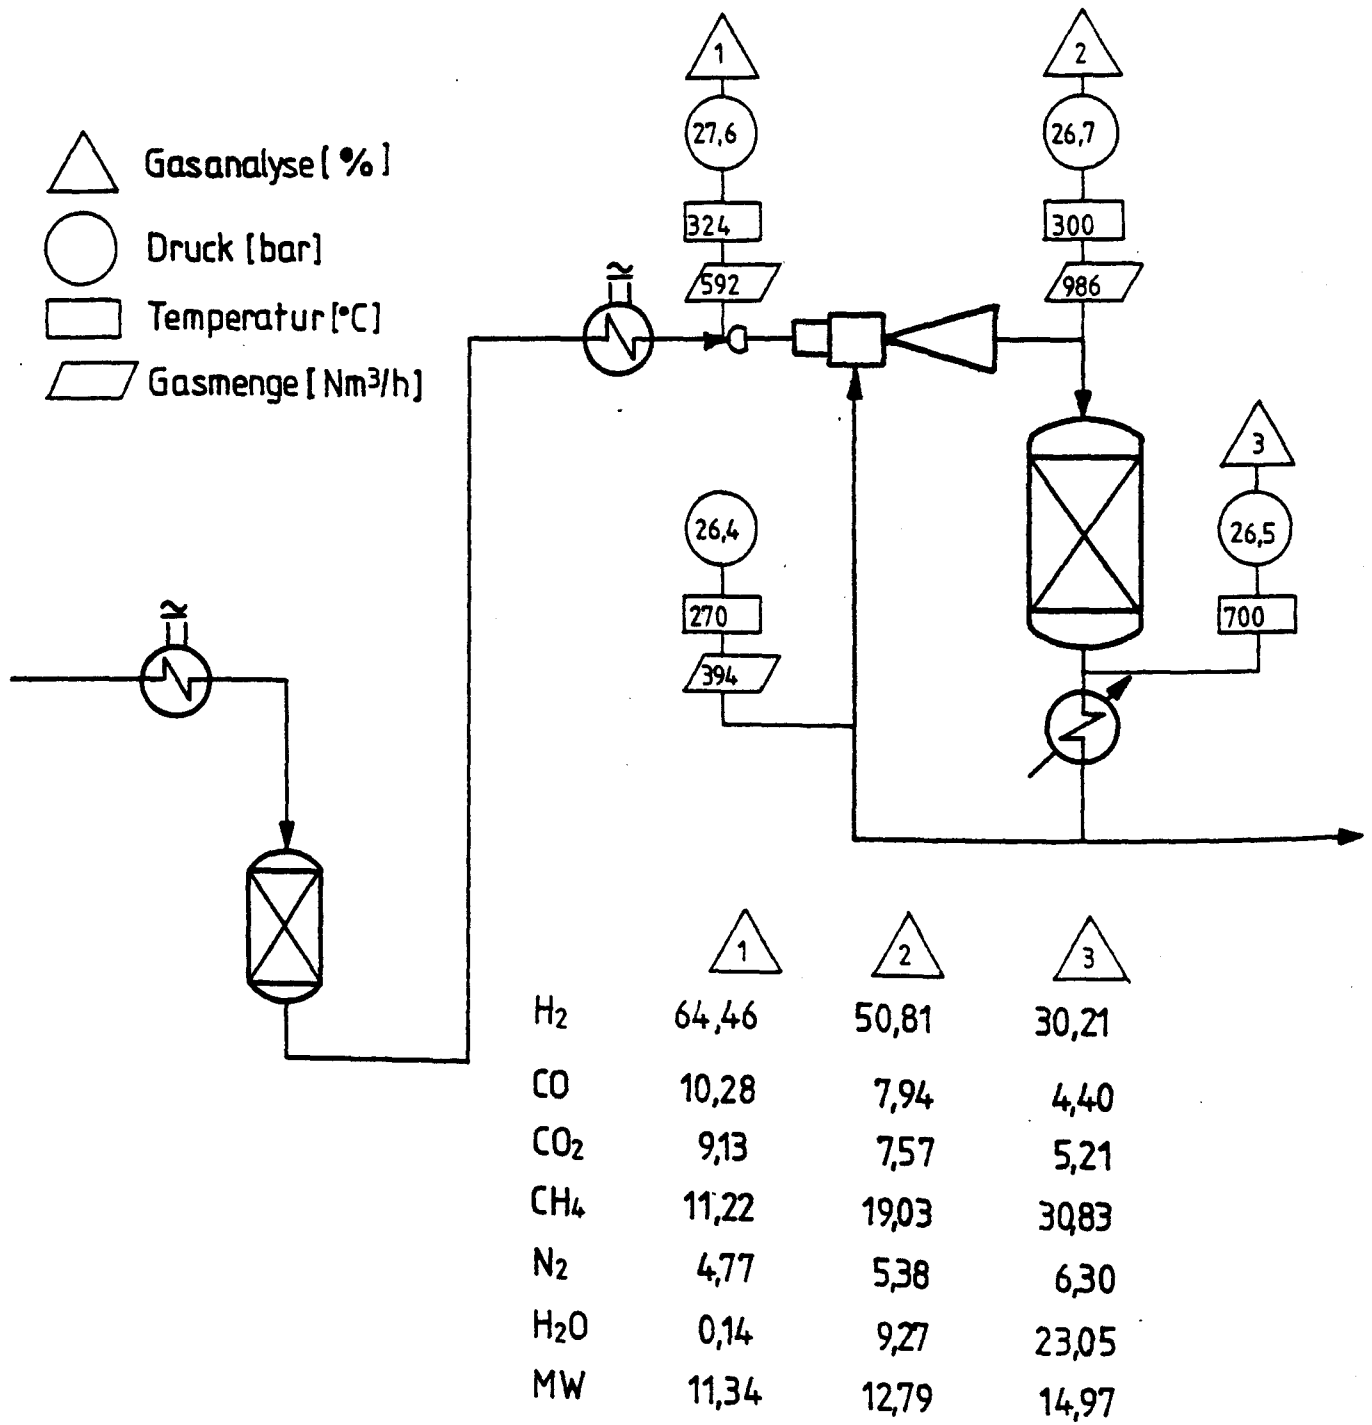 1
2
27,6
26,7
Gasanalyse [%]
324
300
Druck [bar]
592
986
Temperatur [°C]
Gasmenge [Nm³/h]
3
26,4
26,5
270
700
394
1 2 3
H₂ 64,46 50,81 30,21
CO 10,28 7,94 4,40
CO₂ 9,13 7,57 5,21
CH₄ 11,22 19,03 30,83
N₂ 4,77 5,38 6,30
H₂O 0,14 9,27 23,05
MW 11,34 12,79 14,97